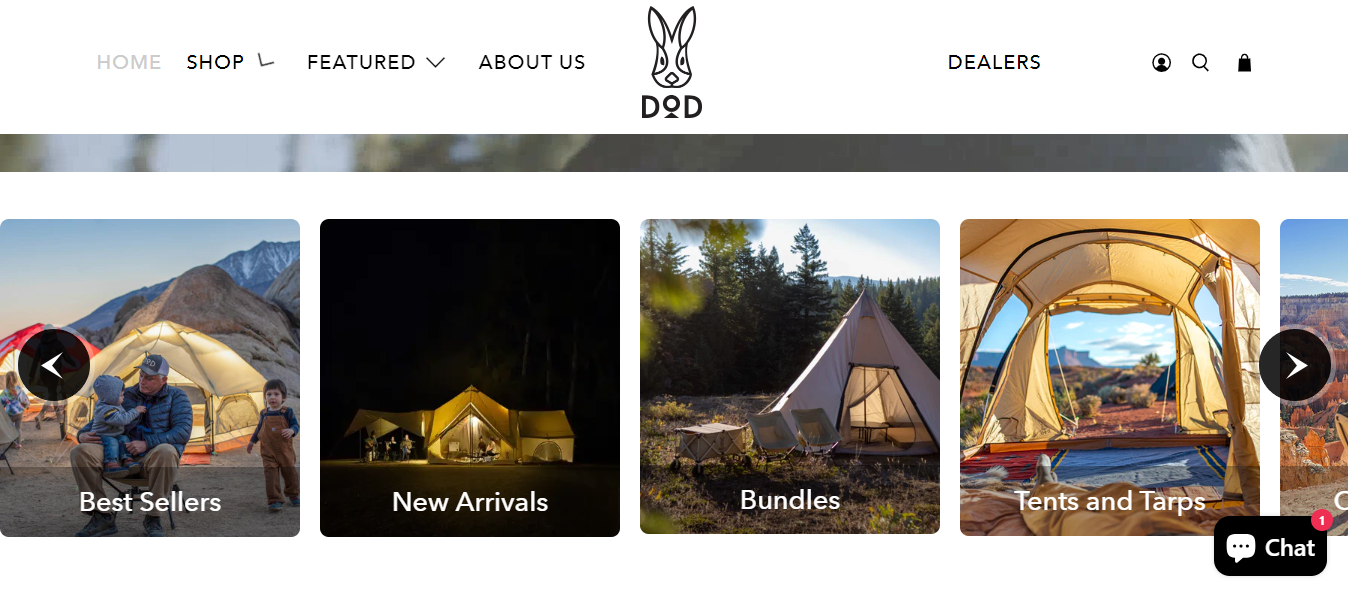 HOME SHOP FEATURED ABOUT US DOD DEALERS
Best Sellers
New Arrivals
Bundles
Tents and Tarps
1
Chat